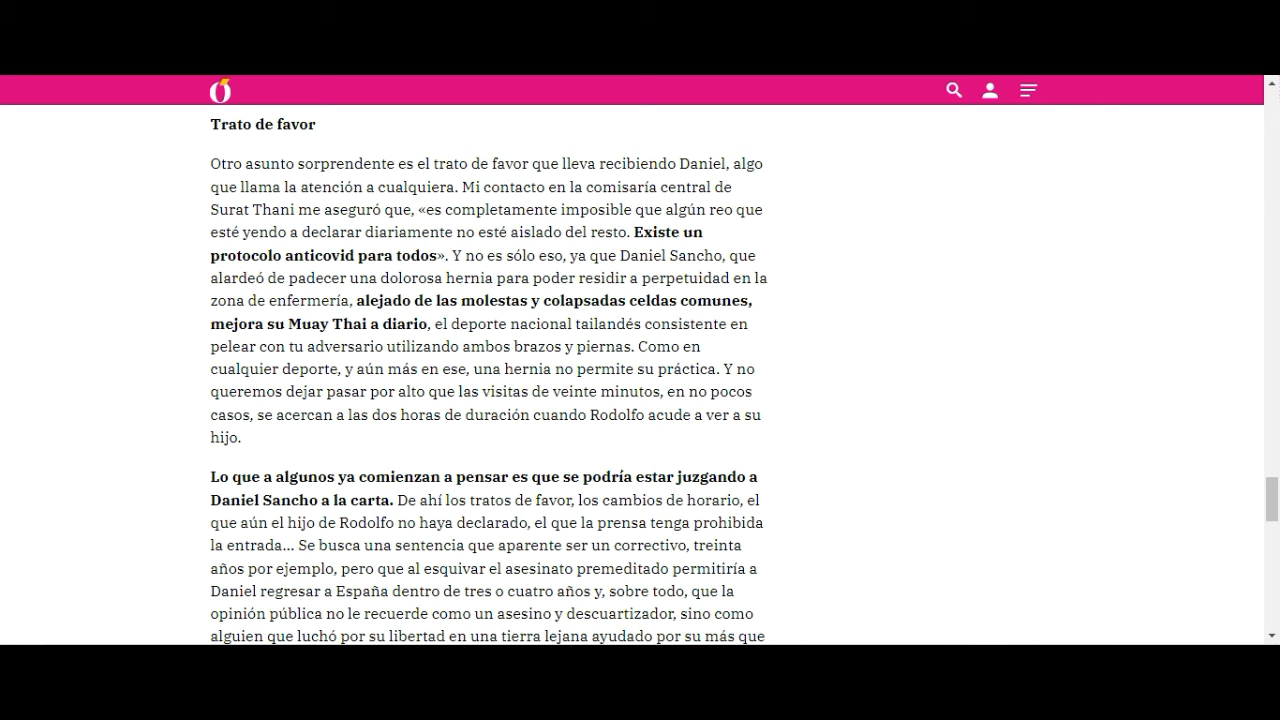 Ó
Trato de favor
Otro asunto sorprendente es el trato de favor que lleva recibiendo Daniel, algo
que llama la atención a cualquiera. Mi contacto en la comisaría central de
Surat Thani me aseguró que, «es completamente imposible que algún reo que
esté yendo a declarar diariamente no esté aislado del resto. Existe un
protocolo anticovid para todos». Y no es sólo eso, ya que Daniel Sancho, que
alardeó de padecer una dolorosa hernia para poder residir a perpetuidad en la
zona de enfermería, alejado de las molestas y colapsadas celdas comunes,
mejora su Muay Thai a diario, el deporte nacional tailandés consistente en
pelear con tu adversario utilizando ambos brazos y piernas. Como en
cualquier deporte, y aún más en ese, una hernia no permite su práctica. Y no
queremos dejar pasar por alto que las visitas de veinte minutos, en no pocos
casos, se acercan a las dos horas de duración cuando Rodolfo acude a ver a su
hijo.
Lo que a algunos ya comienzan a pensar es que se podría estar juzgando a
Daniel Sancho a la carta. De ahí los tratos de favor, los cambios de horario, el
que aún el hijo de Rodolfo no haya declarado, el que la prensa tenga prohibida
la entrada... Se busca una sentencia que aparente ser un correctivo, treinta
años por ejemplo, pero que al esquivar el asesinato premeditado permitiría a
Daniel regresar a España dentro de tres o cuatro años y, sobre todo, que la
opinión pública no le recuerde como un asesino y descuartizador, sino como
alguien que luchó por su libertad en una tierra lejana ayudado por su más que